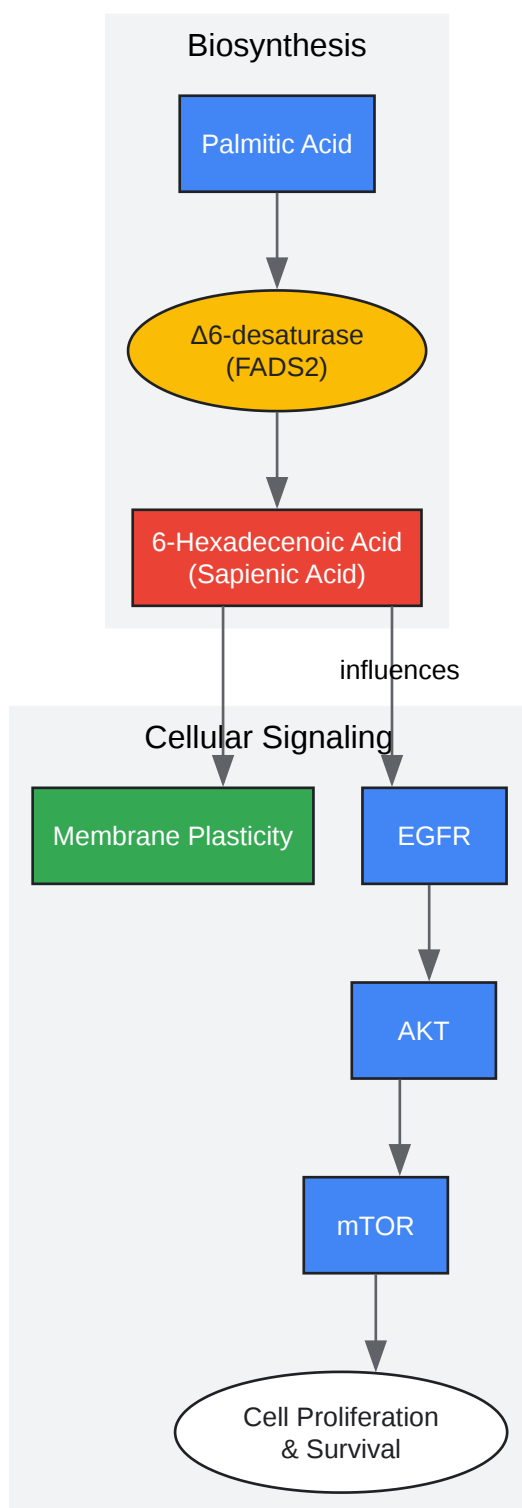 Biosynthesis
Palmitic Acid
Δ6-desaturase
(FADS2)
6-Hexadecenoic Acid
(Sapienic Acid)
influences
Cellular Signaling
Membrane Plasticity
EGFR
AKT
mTOR
Cell Proliferation
& Survival